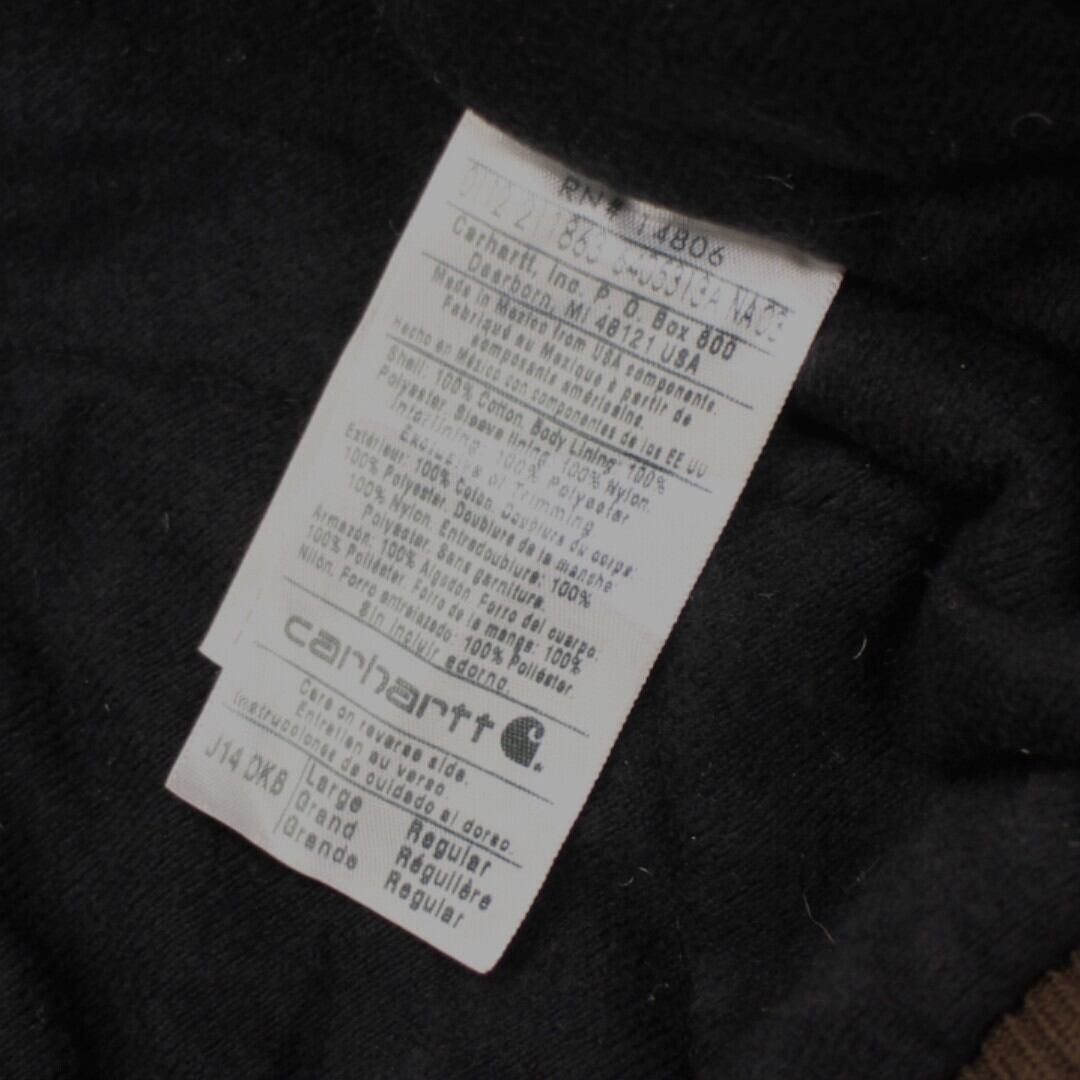 RN# 14806
0112 211863 6405313A NA03
Carhartt, Inc. P. O. Box 600
Dearborn, MI 48121 USA
Made in Mexico from USA components.
Fabriqué au Mexique à partir de
composants américains.
Hecho en México con componentes de los EE UU
Shell: 100% Cotton, Body Lining: 100%
Polyester. Sleeve lining: 100% Nylon.
Interlining: 100% Polyester
Exclusive of Trimming
Extérieur: 100% Coton, Doublure du corps:
100% Polyester. Doublure de la manche:
100% Nylon. Entredoublure: 100%
Polyester. Sans garniture.
Armazón: 100% Algodón. Forro del cuerpo:
100% Poliéster. Forro de la manga: 100%
Nilón. Forro entrelazado: 100% Poliéster.
Sin incluir adorno.
carhartt
Care on reverse side.
Entretien au verso
Instrucciones de cuidado al dorso.
J14 DKB
Large Regular
Grand Régulière
Grande Regular